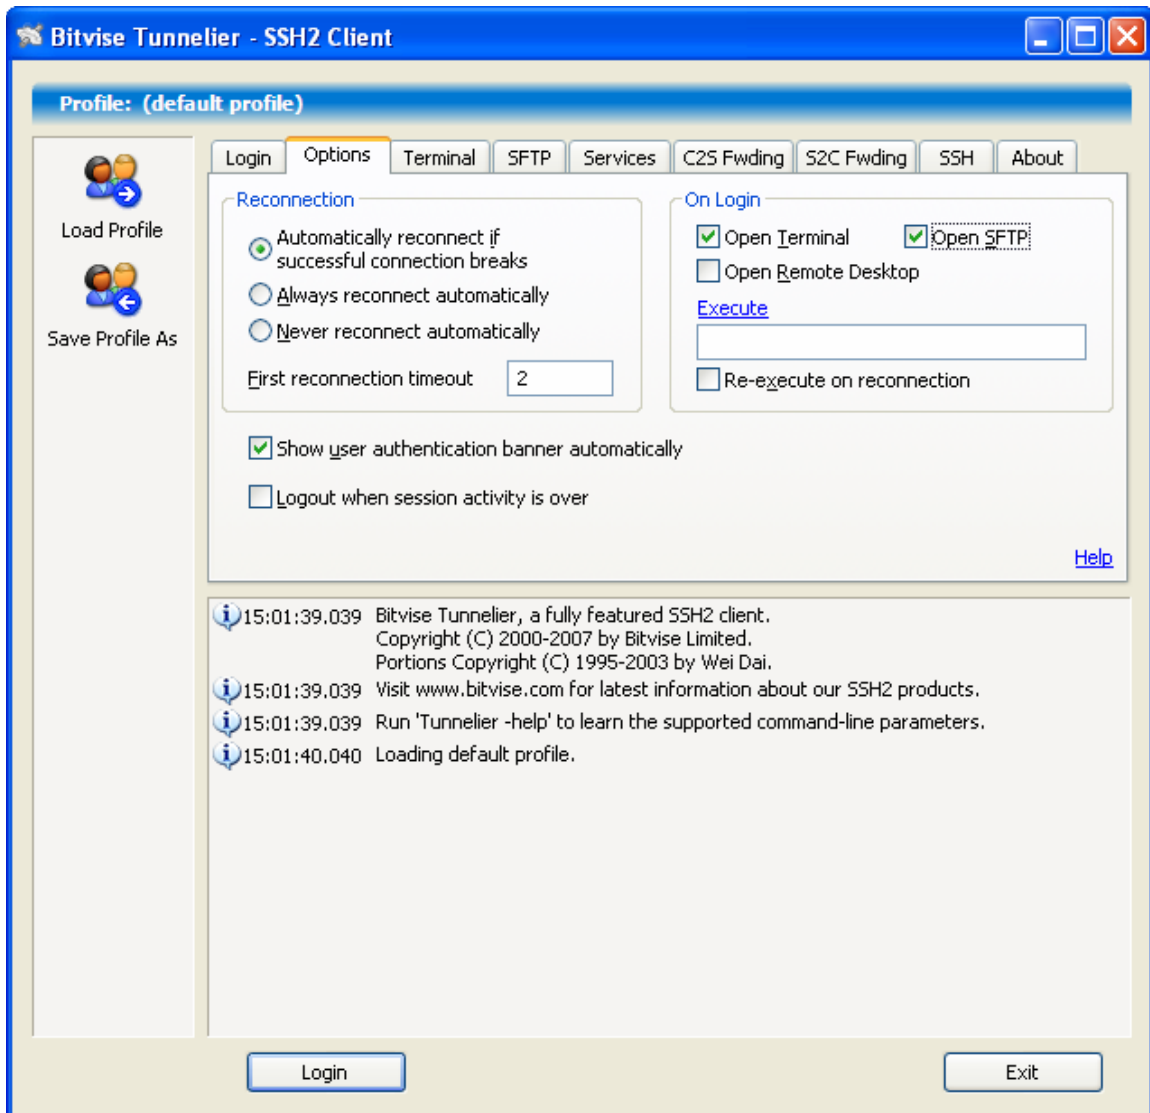 Bitvise Tunnelier - SSH2 Client
Profile: (default profile)
Load Profile
Save Profile As
Login Options Terminal SFTP Services C2S Fwding S2C Fwding SSH About
Reconnection
Automatically reconnect if
successful connection breaks
Always reconnect automatically
Never reconnect automatically
First reconnection timeout 2
On Login
Open Terminal Open SFTP
Open Remote Desktop
Execute
Re-execute on reconnection
Show user authentication banner automatically
Logout when session activity is over
Help
15:01:39.039 Bitvise Tunnelier, a fully featured SSH2 client.
Copyright (C) 2000-2007 by Bitvise Limited.
Portions Copyright (C) 1995-2003 by Wei Dai.
15:01:39.039 Visit www.bitvise.com for latest information about our SSH2 products.
15:01:39.039 Run 'Tunnelier -help' to learn the supported command-line parameters.
15:01:40.040 Loading default profile.
Login Exit